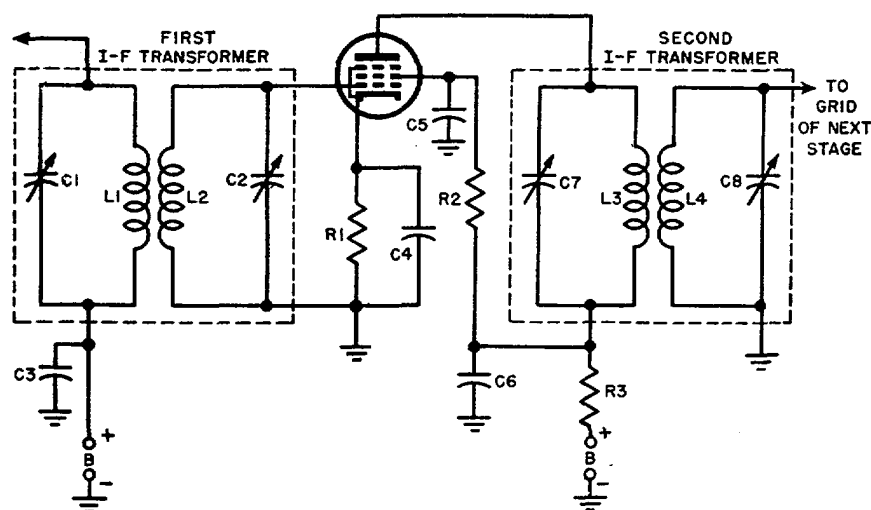 FIRST
I-F TRANSFORMER
SECOND
I-F TRANSFORMER
TO
GRID
OF NEXT
STAGE
C1
L1
L2
C2
R1
C4
C5
R2
C7
L3
L4
C8
C3
C6
R3
+
B
-
+
B
-